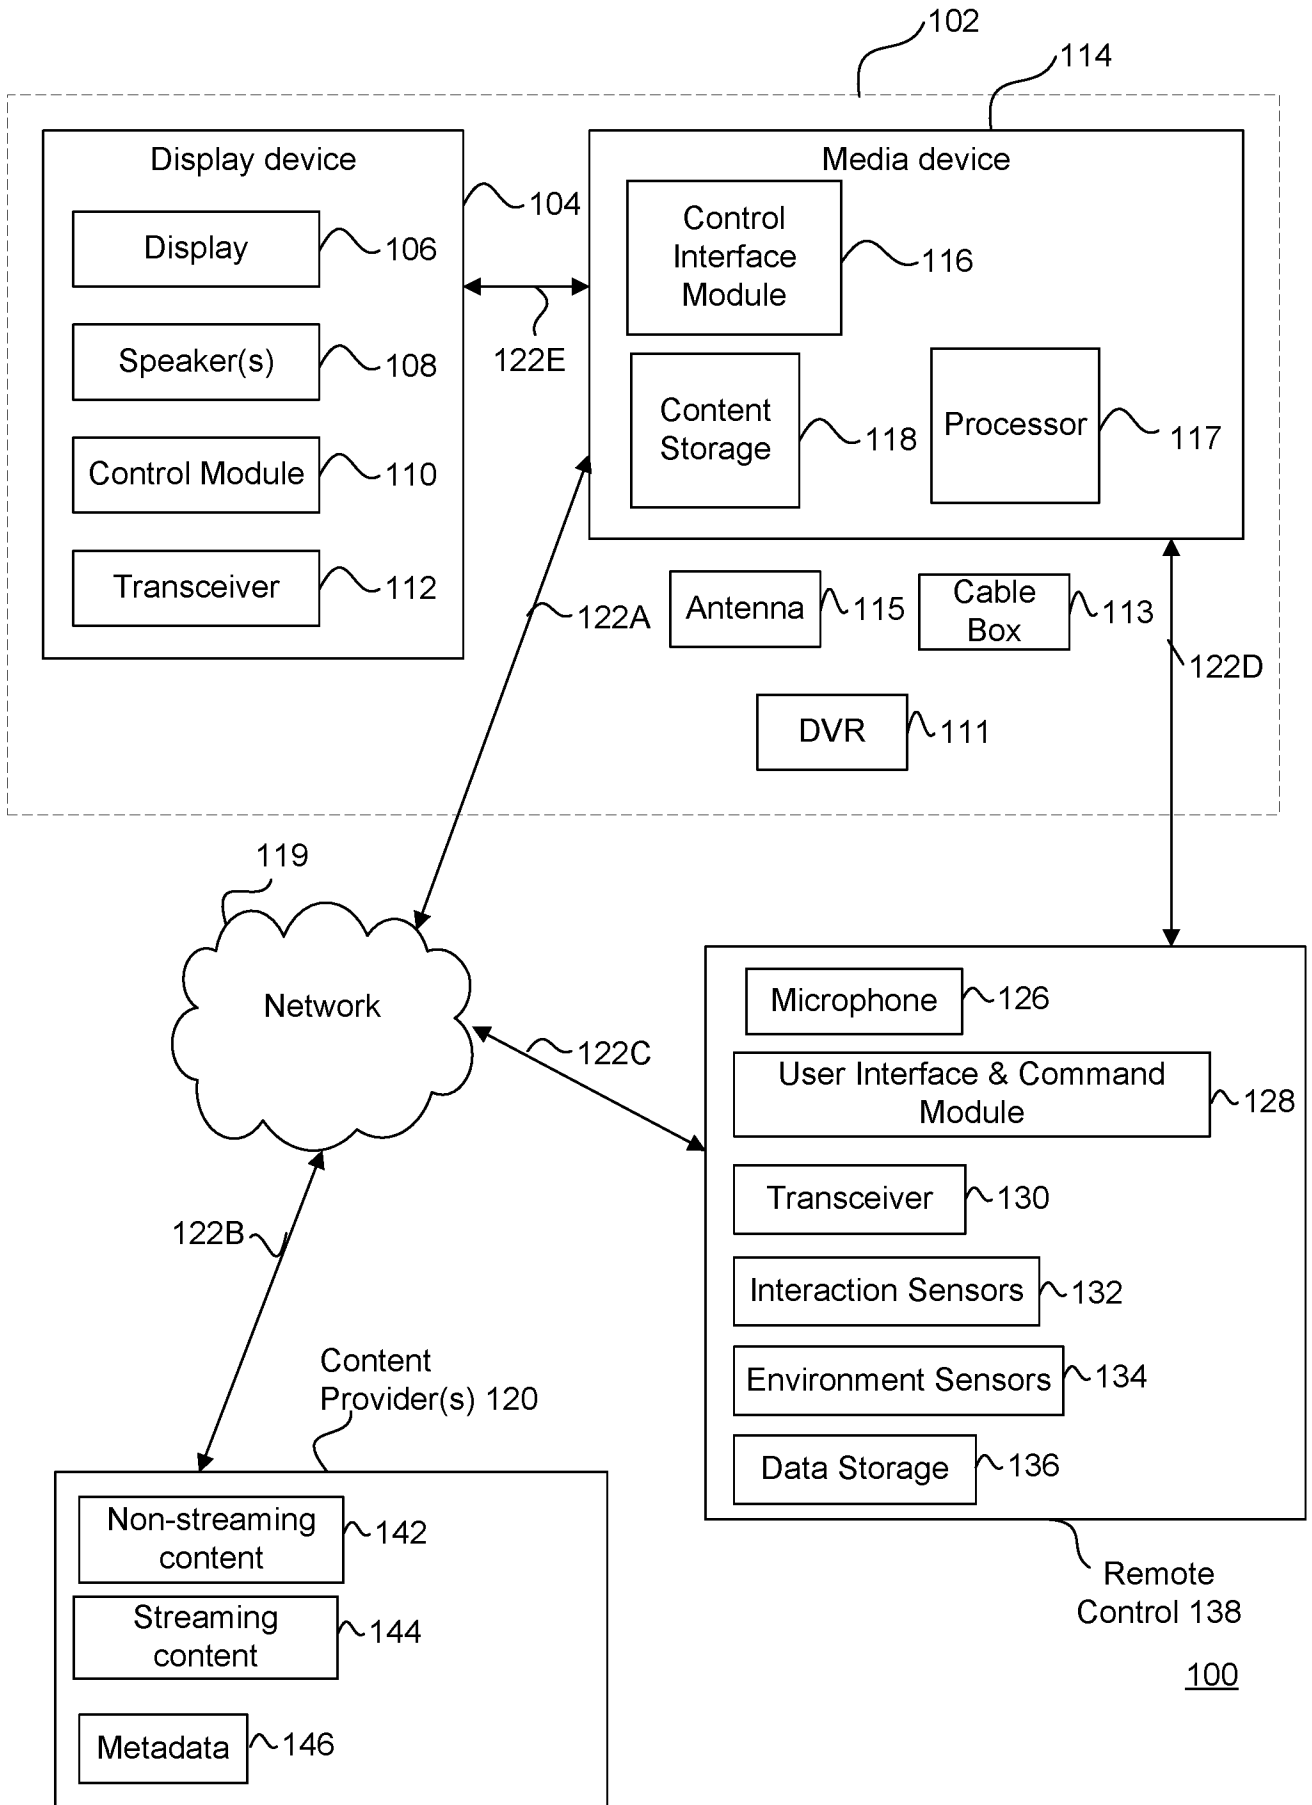 102
114
Display device
Media device
104
Display
106
Control
Interface
Module
116
122E
Speaker(s)
108
Content
Storage
118
Processor
117
Control Module
110
Transceiver
112
122A
Antenna
115
Cable
Box
113
122D
DVR
111
119
Network
122C
122B
Microphone
126
User Interface & Command
Module
128
Transceiver
130
Interaction Sensors
132
Environment Sensors
134
Data Storage
136
Remote
Control 138
Content
Provider(s) 120
Non-streaming
content
142
Streaming
content
144
Metadata
146
100